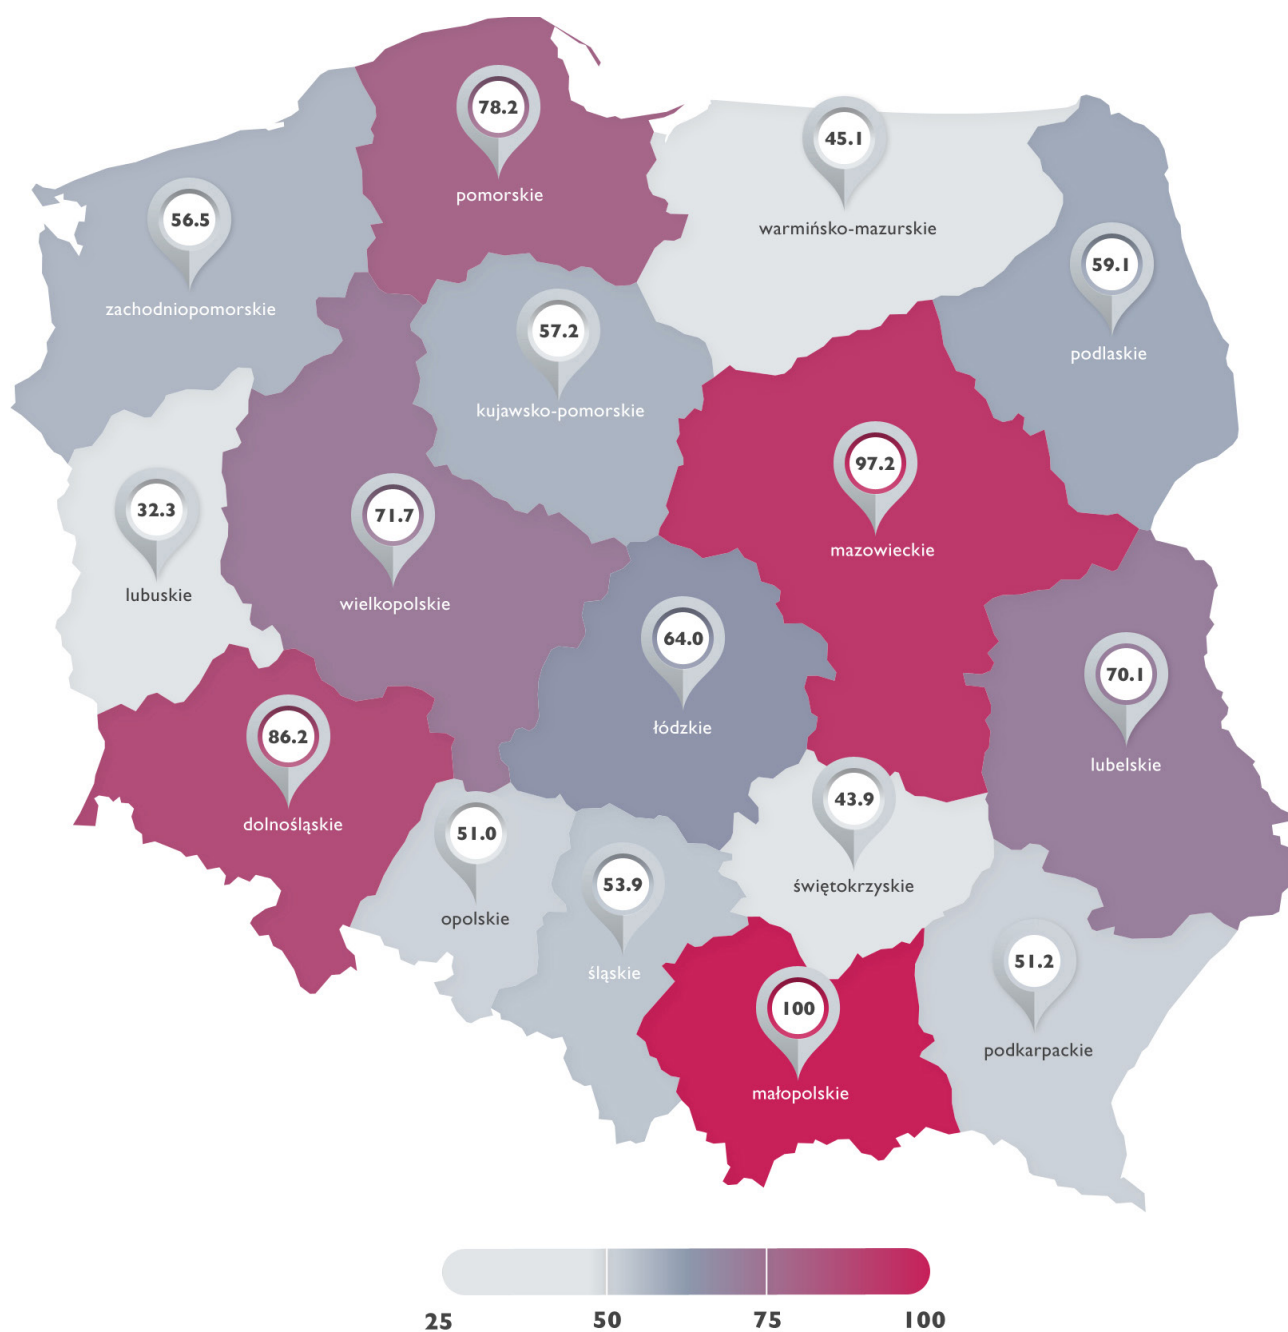 78.2
pomorskie
45.1
warmińsko-mazurskie
56.5
zachodniopomorskie
59.1
podlaskie
57.2
kujawsko-pomorskie
97.2
mazowieckie
32.3
lubuskie
71.7
wielkopolskie
64.0
łódzkie
70.1
lubelskie
86.2
dolnośląskie
51.0
opolskie
53.9
śląskie
43.9
świętokrzyskie
51.2
podkarpackie
100
małopolskie
25 50 75 100